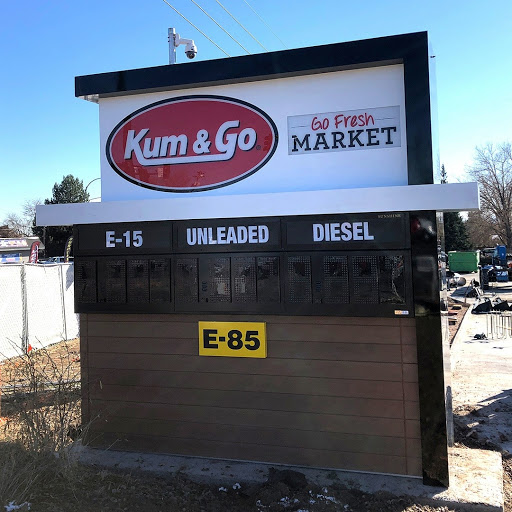 Kum & Go
Go Fresh
MARKET
E-15 UNLEADED DIESEL
E-85